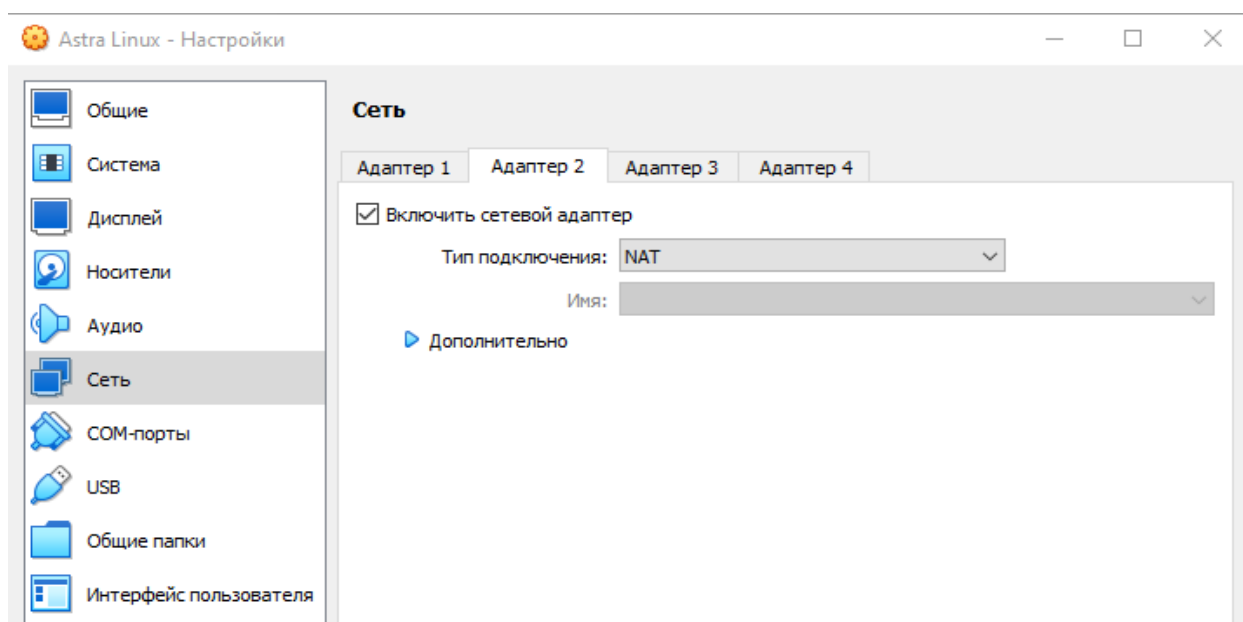 Astra Linux - Настройки
Общие
Система
Дисплей
Носители
Аудио
Сеть
COM-порты
USB
Общие папки
Интерфейс пользователя
Сеть
Адаптер 1 Адаптер 2 Адаптер 3 Адаптер 4
Включить сетевой адаптер
Тип подключения: NAT
Имя:
Дополнительно